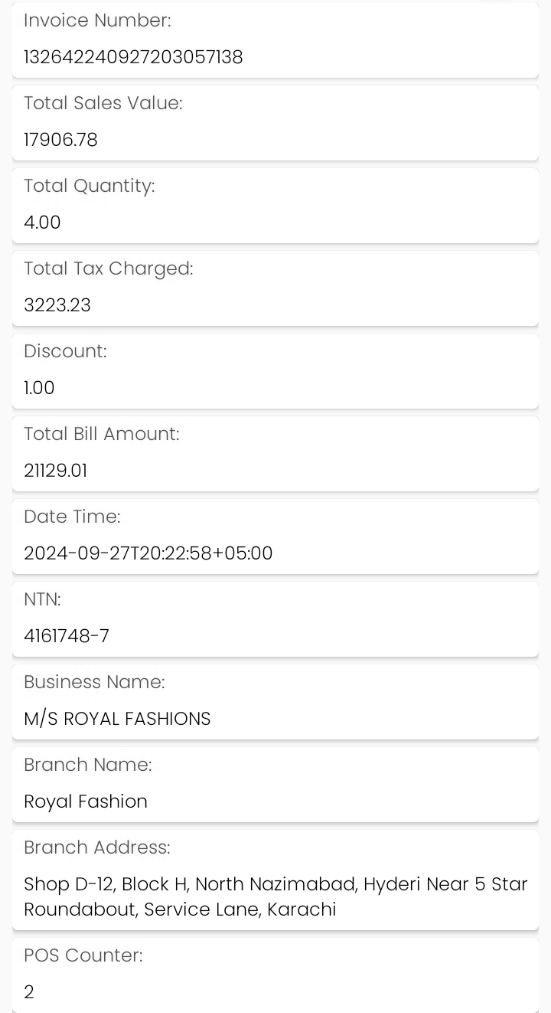 Invoice Number:
132642240927203057138
Total Sales Value:
17906.78
Total Quantity:
4.00
Total Tax Charged:
3223.23
Discount:
1.00
Total Bill Amount:
21129.01
Date Time:
2024-09-27T20:22:58+05:00
NTN:
4161748-7
Business Name:
M/S ROYAL FASHIONS
Branch Name:
Royal Fashion
Branch Address:
Shop D-12, Block H, North Nazimabad, Hyderi Near 5 Star
Roundabout, Service Lane, Karachi
POS Counter:
2